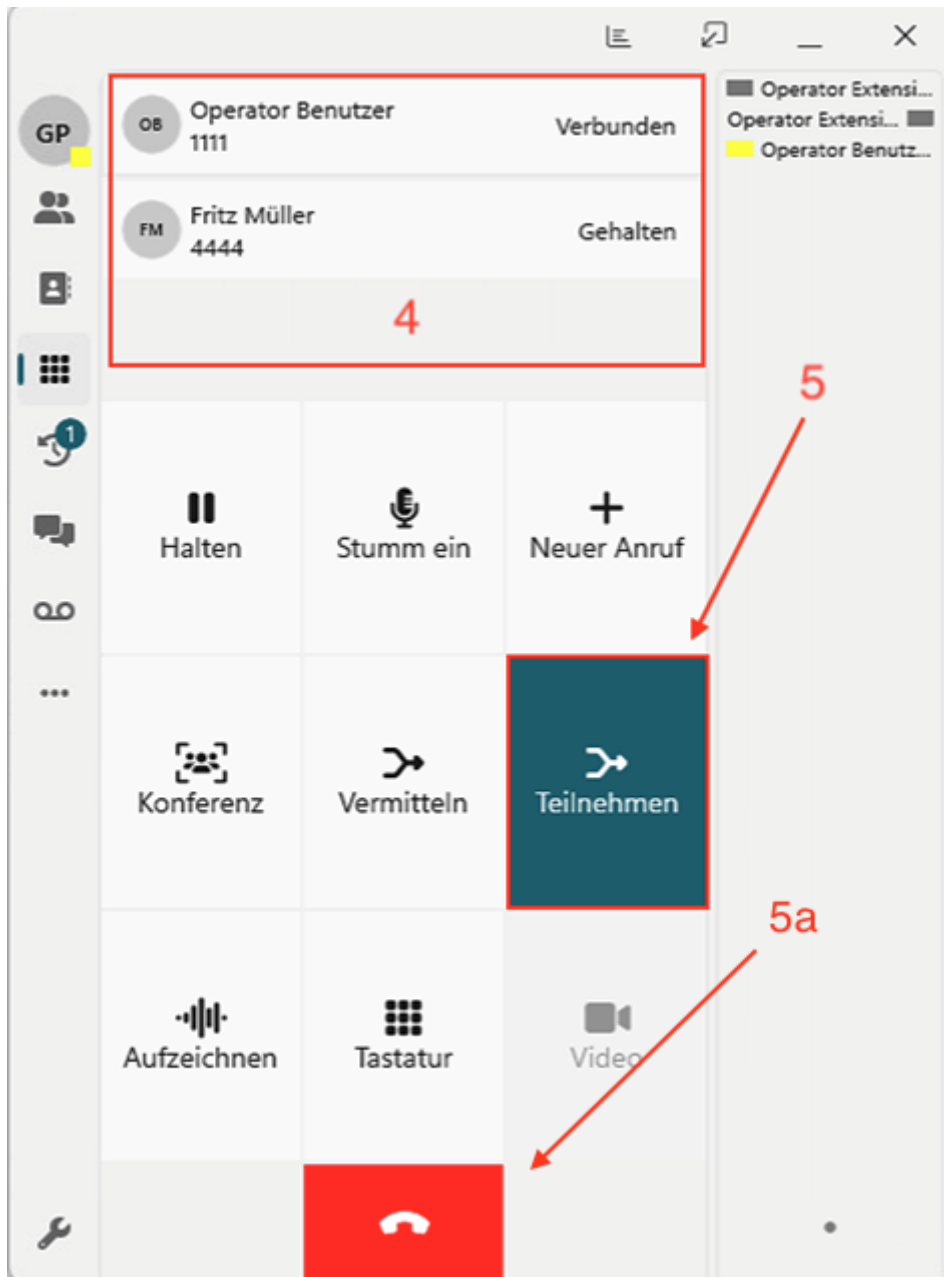 GP
OB
Operator Benutzer
1111
Verbunden
FM
Fritz Müller
4444
Gehalten
4
Operator Extensi...
Operator Extensi...
Operator Benutz...
5
1
Halten
Stumm ein
Neuer Anruf
Konferenz
Vermitteln
Teilnehmen
5a
Aufzeichnen
Tastatur
Video